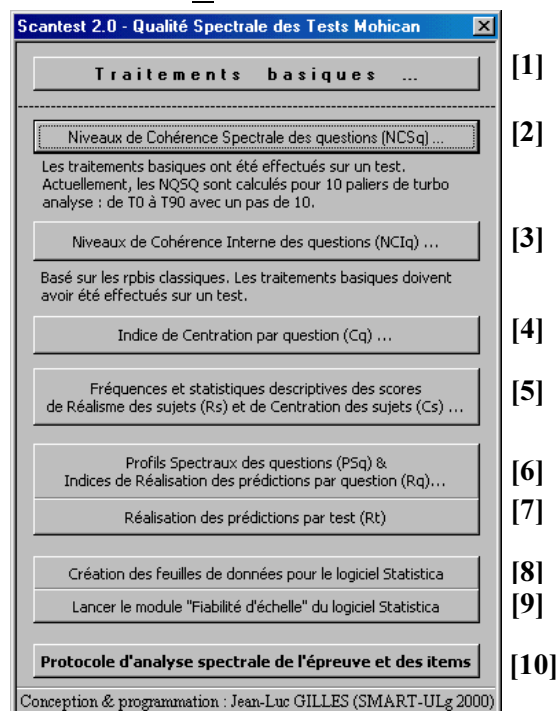 Scantest 2.0 - Qualité Spectrale des Tests Mohican
Traitements basiques ...
[1]
Niveaux de Cohérence Spectrale des questions (NCSq) ...
[2]
Les traitements basiques ont été effectués sur un test.
Actuellement, les NQSQ sont calculés pour 10 paliers de turbo
analyse : de T0 à T90 avec un pas de 10.
Niveaux de Cohérence Interne des questions (NCIq) ...
[3]
Basé sur les rpbis classiques. Les traitements basiques doivent
avoir été effectués sur un test.
Indice de Centration par question (Cq) ...
[4]
Fréquences et statistiques descriptives des scores
de Réalisme des sujets (Rs) et de Centration des sujets (Cs) ...
[5]
Profils Spectraux des questions (PSq) &
Indices de Réalisation des prédictions par question (Rq)...
[6]
Réalisation des prédictions par test (Rt)
[7]
Création des feuilles de données pour le logiciel Statistica
[8]
Lancer le module "Fiabilité d'échelle" du logiciel Statistica
[9]
Protocole d'analyse spectrale de l'épreuve et des items
[10]
Conception & programmation : Jean-Luc GILLES (SMART-ULg 2000)